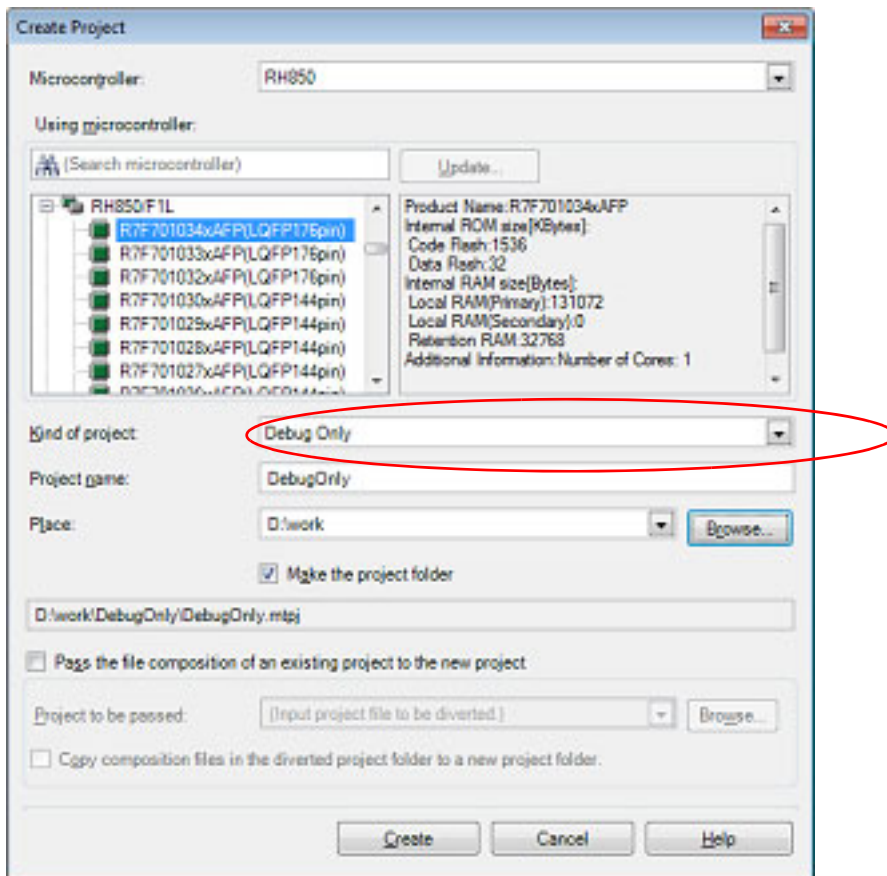 Create Project
Microcontroller: RH850
Using microcontroller:
(Search microcontroller) Update...
RH850/F1L
R7F701034xAFP(LQFP176pin)
R7F701033xAFP(LQFP176pin)
R7F701032xAFP(LQFP176pin)
R7F701030xAFP(LQFP144pin)
R7F701029xAFP(LQFP144pin)
R7F701028xAFP(LQFP144pin)
R7F701027xAFP(LQFP144pin)
Product Name:R7F701034xAFP
Internal ROM size[KBytes]:
Code Flash:1536
Data Flash:32
Internal RAM size[Bytes]:
Local RAM(Primary):131072
Local RAM(Secondary):0
Retention RAM:32768
Additional Information:Number of Cores: 1
Kind of project: Debug Only
Project name: DebugOnly
Place: D:\work Browse...
Make the project folder
D:\work\DebugOnly\DebugOnly.mtpj
Pass the file composition of an existing project to the new project
Project to be passed: (Input project file to be diverted.) Browse...
Copy composition files in the diverted project folder to a new project folder.
Create Cancel Help